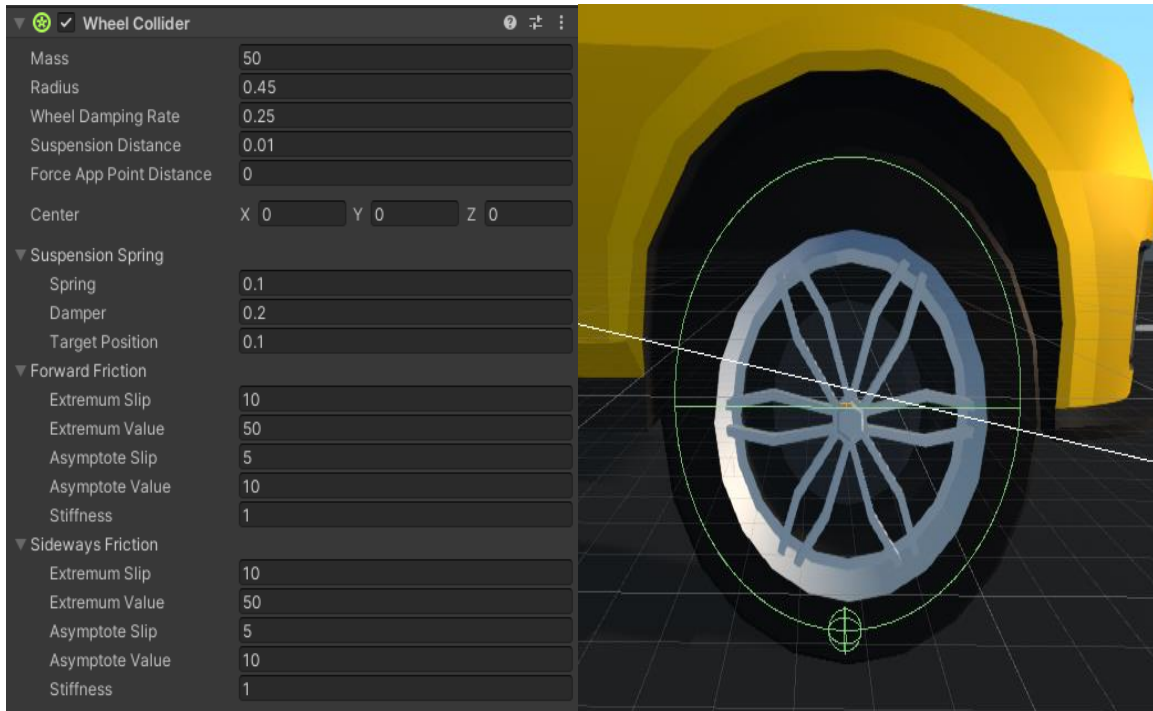 Wheel Collider
Mass 50
Radius 0.45
Wheel Damping Rate 0.25
Suspension Distance 0.01
Force App Point Distance 0
Center X 0 Y 0 Z 0
Suspension Spring
Spring 0.1
Damper 0.2
Target Position 0.1
Forward Friction
Extremum Slip 10
Extremum Value 50
Asymptote Slip 5
Asymptote Value 10
Stiffness 1
Sideways Friction
Extremum Slip 10
Extremum Value 50
Asymptote Slip 5
Asymptote Value 10
Stiffness 1